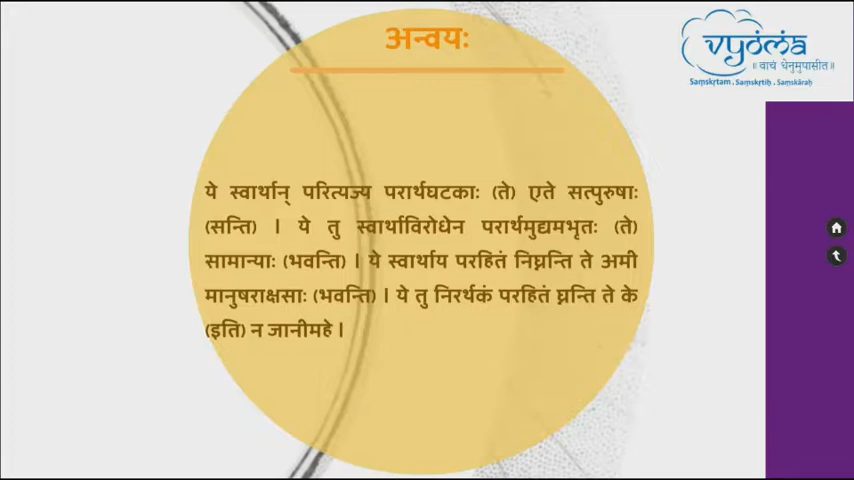 अन्वयः
vyoma
॥ वाचं धेनुमुपासीत ॥
Saṃskṛtam . Saṃskṛtiḥ . Saṃskāraḥ
ये स्वार्थान् परित्यज्य परार्थघटकाः (ते) एते सत्पुरुषाः
(सन्ति) । ये तु स्वार्थाविरोधेन परार्थमुद्यमभृतः (ते)
सामान्याः (भवन्ति) । ये स्वार्थाय परहितं निघ्नन्ति ते अमी
मानुषराक्षसाः (भवन्ति) । ये तु निरर्थकं परहितं घ्नन्ति ते के
(इति) न जानीमहे ।